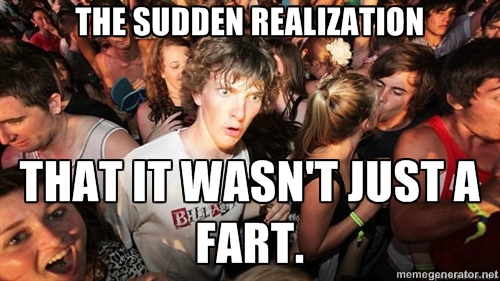 THE SUDDEN REALIZATION
THAT IT WASN'T JUST A
FART.
memegenerator.net